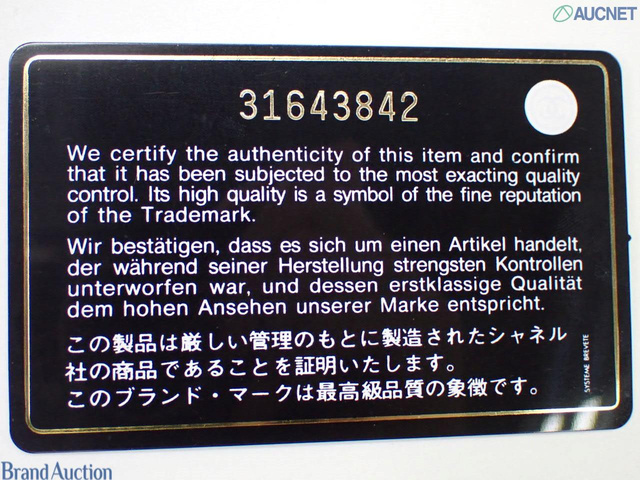 AUCNET
31643842
We certify the authenticity of this item and confirm
that it has been subjected to the most exacting quality
control. Its high quality is a symbol of the fine reputation
of the Trademark.
Wir bestätigen, dass es sich um einen Artikel handelt,
der während seiner Herstellung strengsten Kontrollen
unterworfen war, und dessen erstklassige Qualität
dem hohen Ansehen unserer Marke entspricht.
この製品は厳しい管理のもとに製造されたシャネル
社の商品であることを証明いたします。
このブランド・マークは最高級品質の象徴です。
SYSTEME BREVETE
Brand Auction